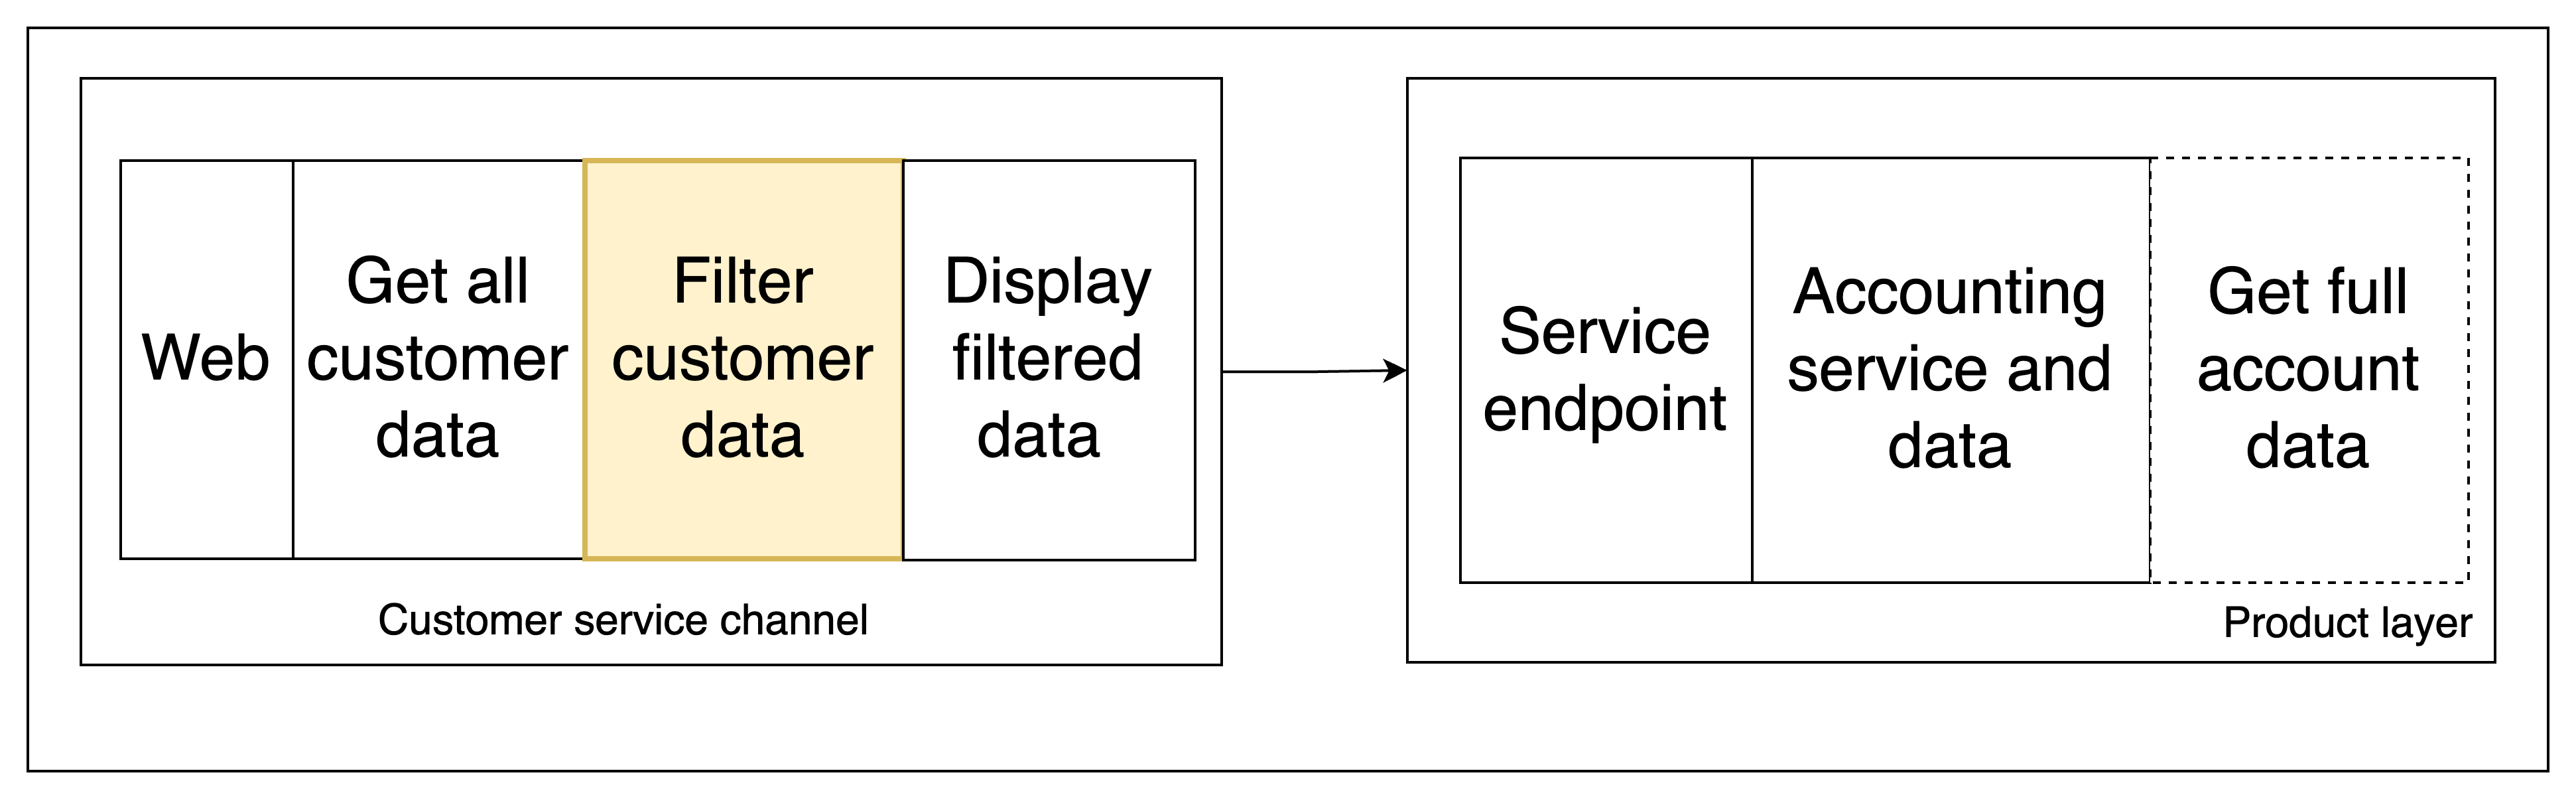 Web
Get all
customer
data
Filter
customer
data
Display
filtered
data
Customer service channel
Service
endpoint
Accounting
service and
data
Get full
account
data
Product layer